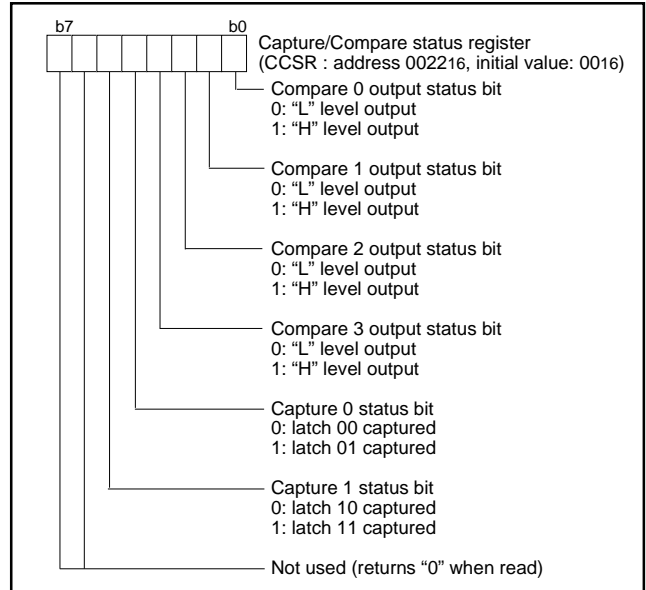 b7 b0
Capture/Compare status register
(CCSR : address 002216, initial value: 0016)
Compare 0 output status bit
0: “L” level output
1: “H” level output
Compare 1 output status bit
0: “L” level output
1: “H” level output
Compare 2 output status bit
0: “L” level output
1: “H” level output
Compare 3 output status bit
0: “L” level output
1: “H” level output
Capture 0 status bit
0: latch 00 captured
1: latch 01 captured
Capture 1 status bit
0: latch 10 captured
1: latch 11 captured
Not used (returns “0” when read)